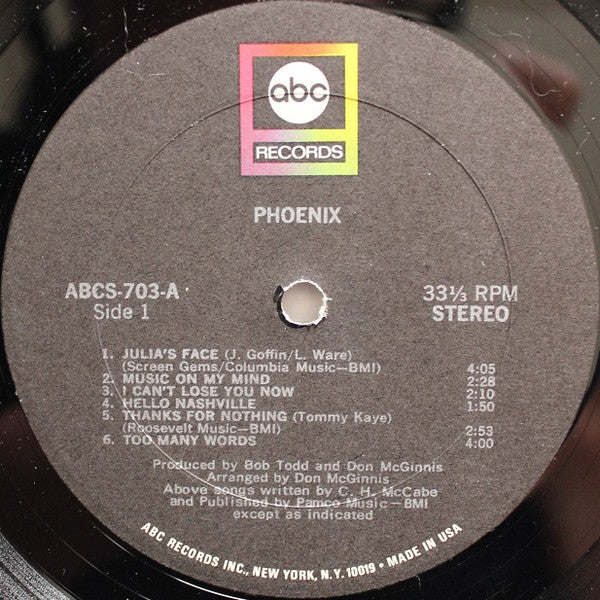 abc
RECORDS
PHOENIX
ABCS-703-A
Side 1
33⅓ RPM
STEREO
1. JULIA'S FACE (J. Goffin/L. Ware)
(Screen Gems/Columbia Music—BMI) 4:05
2. MUSIC ON MY MIND 2:28
3. I CAN'T LOSE YOU NOW 2:10
4. HELLO NASHVILLE 1:50
5. THANKS FOR NOTHING (Tommy Kaye)
(Roosevelt Music—BMI) 2:53
6. TOO MANY WORDS 4:00
Produced by Bob Todd and Don McGinnis
Arranged by Don McGinnis
Above songs written by C. H. McCabe
and Published by Pamco Music—BMI
except as indicated
ABC RECORDS INC., NEW YORK, N.Y. 10019 • MADE IN USA